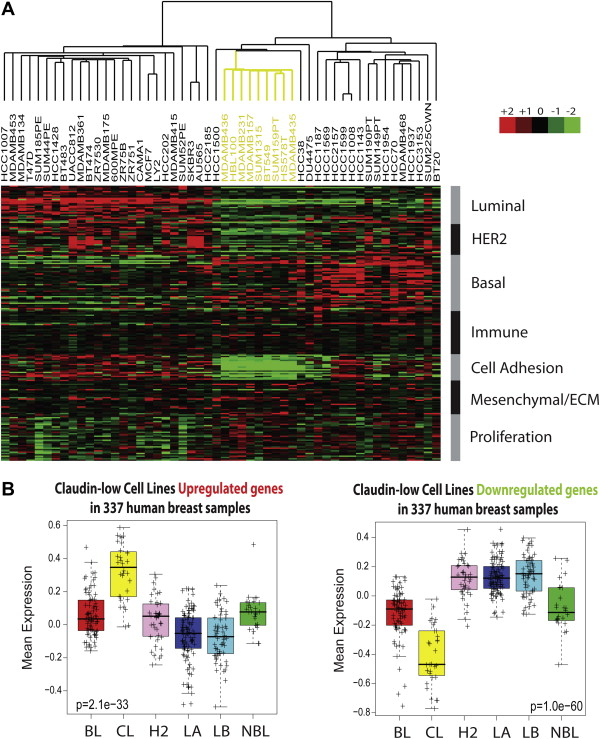 A
HCC1007
MDAMB453
MDAMB134
T47D
SUM185PE
SUM44PE
HCC1428
BT483
UACC812
MDAMB361
BT474
ZR7530
MDAMB175
600MPE
ZR75B
ZR751
CAMA1
MCF7
LY2
HCC202
MDAMB415
SUM52PE
SKBR3
AU565
HCC2185
HCC1500
MDAMB436
HBL100
MDAMB231
MDAMB157
SUM1315
BT549
SUM159PT
HS578T
MDAMB435
HCC38
DU4475
HCC1187
HCC1569
HCC2157
HCC1599
HCC3008
HCC1143
SUM190PT
SUM149PT
HCC1954
HCC70
MDAMB468
HCC1937
HCC3153
SUM225CWN
BT20
+2 +1 0 -1 -2
Luminal
HER2
Basal
Immune
Cell Adhesion
Mesenchymal/ECM
Proliferation
B
Claudin-low Cell Lines Upregulated genes
in 337 human breast samples
Mean Expression
0.6
0.4
0.2
0.0
−0.2
−0.4
p=2.1e−33
BL CL H2 LA LB NBL
Claudin-low Cell Lines Downregulated genes
in 337 human breast samples
Mean Expression
0.4
0.2
0.0
−0.2
−0.4
−0.6
−0.8
p=1.0e−60
BL CL H2 LA LB NBL